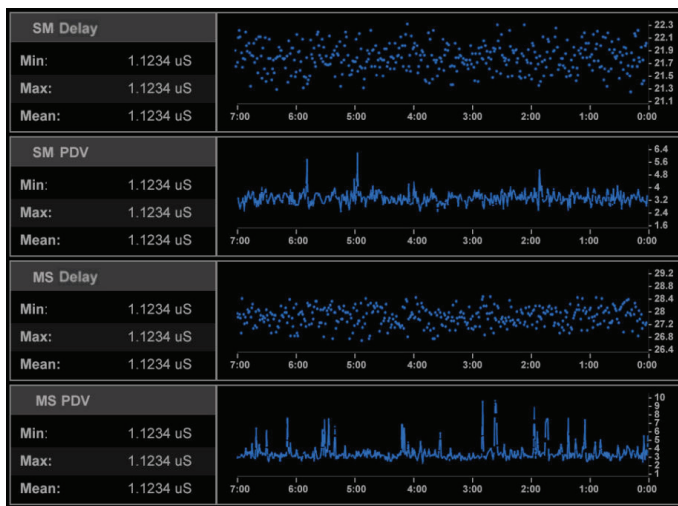 SM Delay
Min: 1.1234 uS
Max: 1.1234 uS
Mean: 1.1234 uS
22.3
22.1
21.9
21.7
21.5
21.3
21.1
7:00 6:00 5:00 4:00 3:00 2:00 1:00 0:00
SM PDV
Min: 1.1234 uS
Max: 1.1234 uS
Mean: 1.1234 uS
6.4
5.6
4.8
4
3.2
2.4
1.6
7:00 6:00 5:00 4:00 3:00 2:00 1:00 0:00
MS Delay
Min: 1.1234 uS
Max: 1.1234 uS
Mean: 1.1234 uS
29.2
28.8
28.4
28
27.2
26.8
26.4
7:00 6:00 5:00 4:00 3:00 2:00 1:00 0:00
MS PDV
Min: 1.1234 uS
Max: 1.1234 uS
Mean: 1.1234 uS
10
9
8
7
6
5
4
3
2
1
7:00 6:00 5:00 4:00 3:00 2:00 1:00 0:00